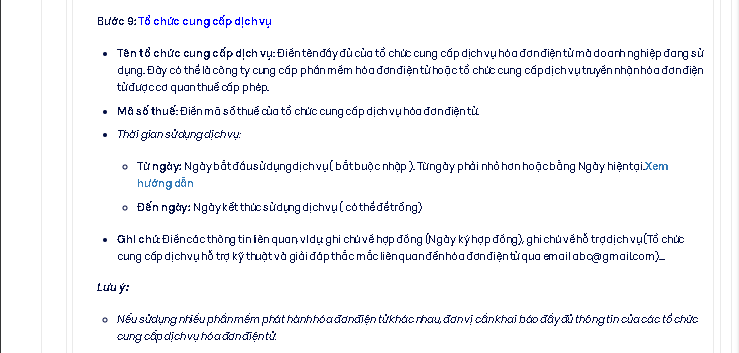 Bước 9: Tổ chức cung cấp dịch vụ
Tên tổ chức cung cấp dịch vụ: Điền tên đầy đủ của tổ chức cung cấp dịch vụ hóa đơn điện tử mà doanh nghiệp đang sử
dụng. Đây có thể là công ty cung cấp phần mềm hóa đơn điện tử hoặc tổ chức cung cấp dịch vụ truyền nhận hóa đơn điện
tử được cơ quan thuế cấp phép.
Mã số thuế: Điền mã số thuế của tổ chức cung cấp dịch vụ hóa đơn điện tử.
Thời gian sử dụng dịch vụ:
Từ ngày: Ngày bắt đầu sử dụng dịch vụ ( bắt buộc nhập ). Từ ngày phải nhỏ hơn hoặc bằng Ngày hiện tại.Xem
hướng dẫn
Đến ngày: Ngày kết thúc sử dụng dịch vụ ( có thể để trống)
Ghi chú: Điền các thông tin liên quan, ví dụ: ghi chú về hợp đồng (Ngày ký hợp đồng), ghi chú về hỗ trợ dịch vụ (Tổ chức
cung cấp dịch vụ hỗ trợ kỹ thuật và giải đáp thắc mắc liên quan đến hóa đơn điện tử qua email abc@gmail.com)...
Lưu ý:
Nếu sử dụng nhiều phần mềm phát hành hóa đơn điện tử khác nhau, đơn vị cần khai báo đầy đủ thông tin của các tổ chức
cung cấp dịch vụ hóa đơn điện tử.